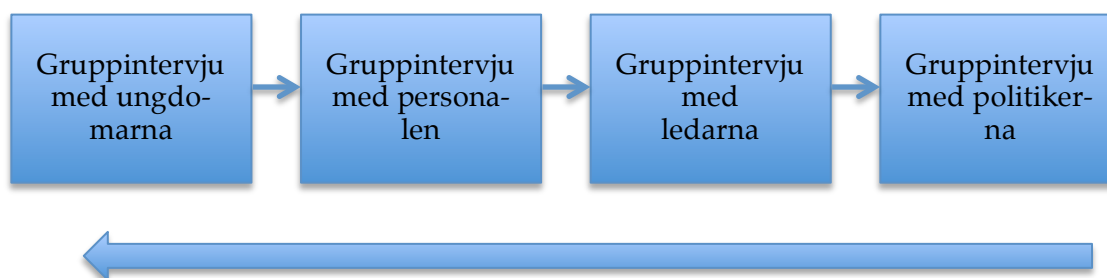 Gruppintervju
med ungdo-
marna
Gruppintervju
med persona-
len
Gruppintervju
med
ledarna
Gruppintervju
med politiker-
na